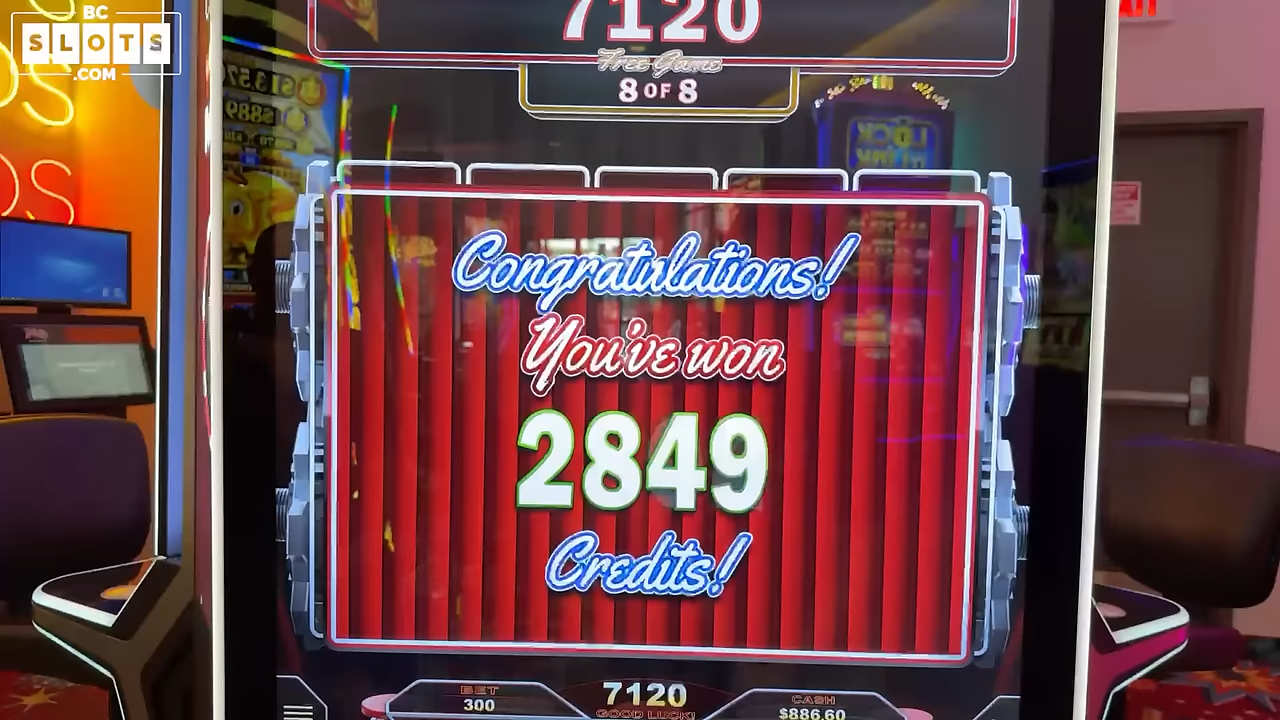 BC
SLOTS
.COM
7120
Free Game
8 OF 8
Congratulations!
You've won
2849
Credits!
BET
300
7120
GOOD LUCK!
CASH
$886.60